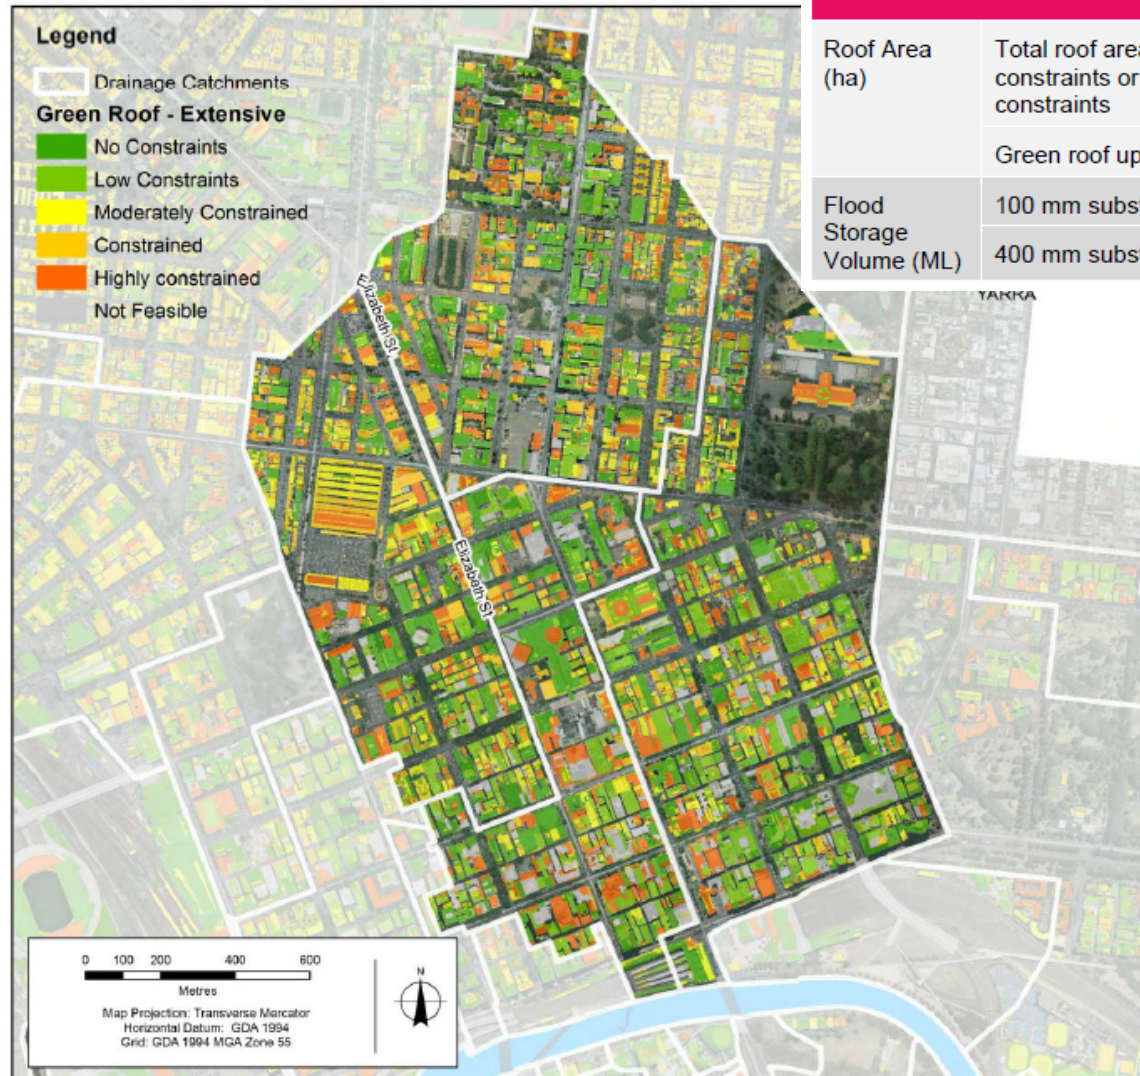 Legend
Drainage Catchments
Green Roof - Extensive
No Constraints
Low Constraints
Moderately Constrained
Constrained
Highly constrained
Not Feasible
Roof Area
(ha)
Total roof area
constraints or
constraints
Green roof up
Flood
Storage
Volume (ML)
100 mm subs
400 mm subs
YARRA
Elizabeth St
Elizabeth St
0 100 200 400 600
Metres
Map Projection: Transverse Mercator
Horizontal Datum: GDA 1994
Grid: GDA 1994 MGA Zone 55
N